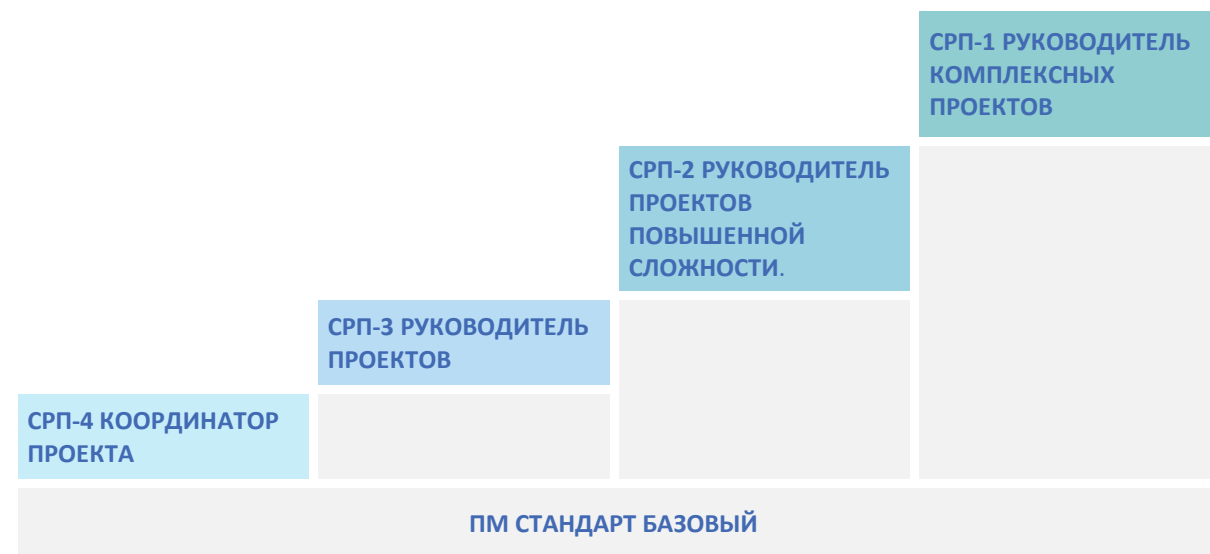 СРП-1 РУКОВОДИТЕЛЬ
КОМПЛЕКСНЫХ
ПРОЕКТОВ
СРП-2 РУКОВОДИТЕЛЬ
ПРОЕКТОВ
ПОВЫШЕННОЙ
СЛОЖНОСТИ.
СРП-3 РУКОВОДИТЕЛЬ
ПРОЕКТОВ
СРП-4 КООРДИНАТОР
ПРОЕКТА
ПМ СТАНДАРТ БАЗОВЫЙ